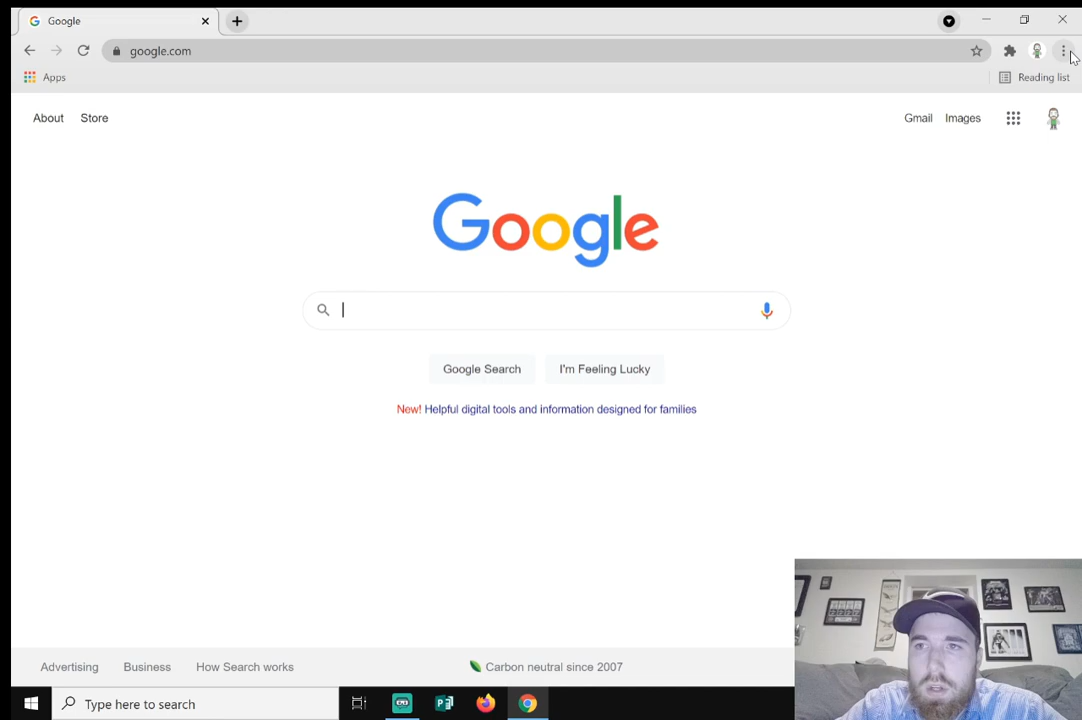 Google
google.com
Apps
Reading list
About Store
Gmail Images
Google
Google Search
I'm Feeling Lucky
New! Helpful digital tools and information designed for families
Advertising Business How Search works
Carbon neutral since 2007
Type here to search